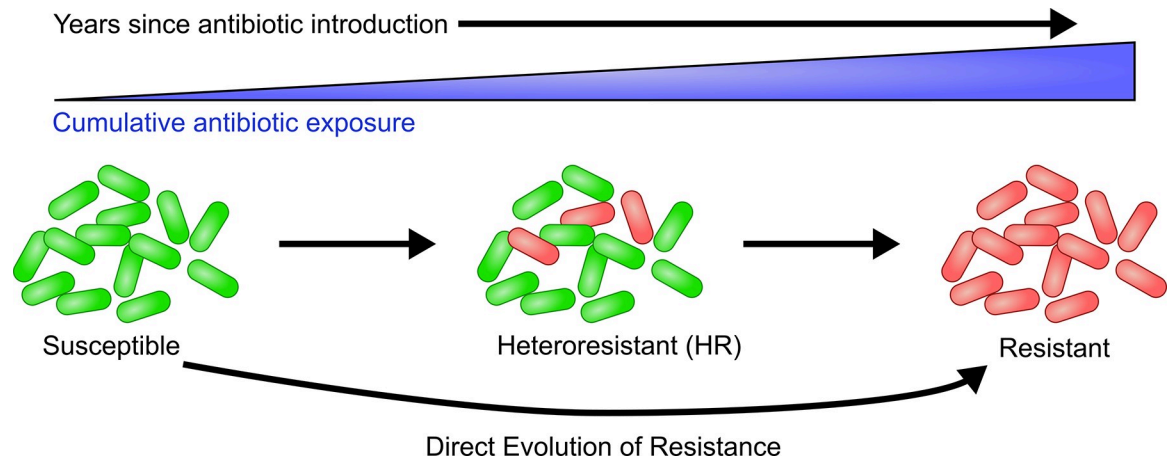 Years since antibiotic introduction
Cumulative antibiotic exposure
Susceptible
Heteroresistant (HR)
Resistant
Direct Evolution of Resistance